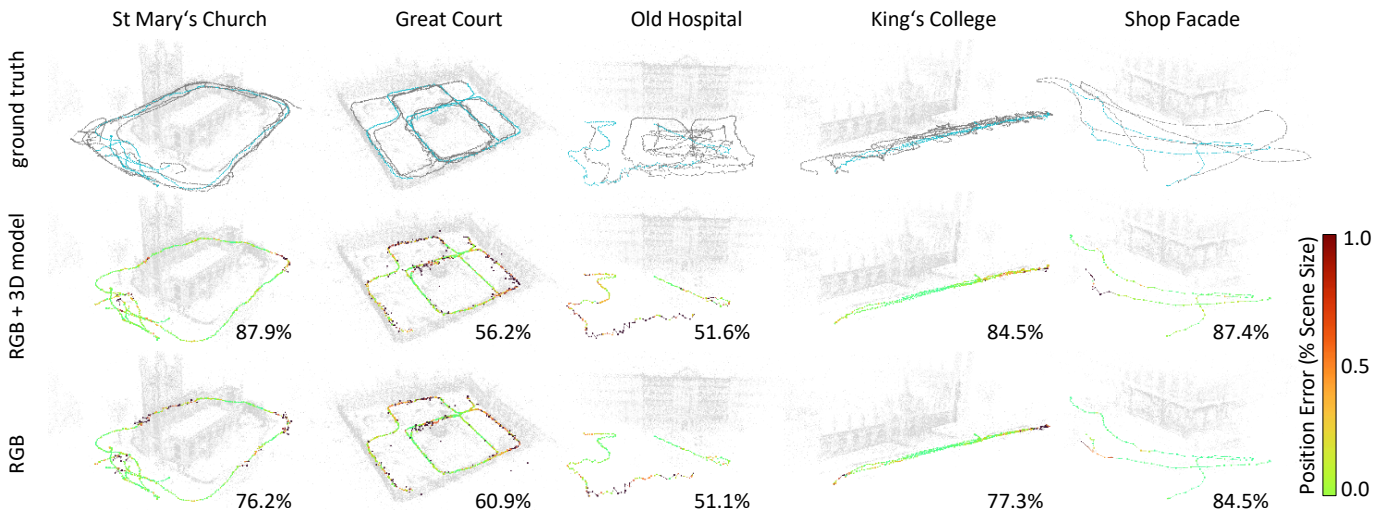 St Mary‘s Church
Great Court
Old Hospital
King‘s College
Shop Facade
ground truth
RGB + 3D model
87.9%
56.2%
51.6%
84.5%
87.4%
RGB
76.2%
60.9%
51.1%
77.3%
84.5%
Position Error (% Scene Size)
1.0
0.5
0.0